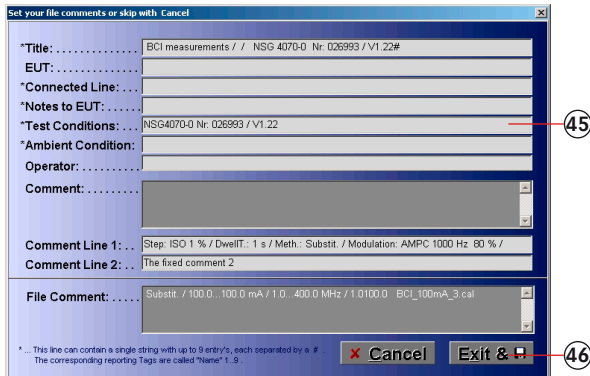 Set your file comments or skip with Cancel
*Title: . . . . . . . . . . . . . . BCI measurements / / NSG 4070-0 Nr: 026993 / V1.22#
EUT: . . . . . . . . . . . . . .
*Connected Line: . . .
*Notes to EUT: . . . . . .
*Test Conditions: . . . NSG4070-0 Nr: 026993 / V1.22
45
*Ambient Condition:
Operator: . . . . . . . . .
Comment: . . . . . . . . .
Comment Line 1: . . Step: ISO 1 % / DwellT.: 1 s / Meth.: Substit. / Modulation: AMPC 1000 Hz 80 % /
Comment Line 2: . . The fixed comment 2
File Comment: . . . . . Substit. / 100.0...100.0 mA / 1.0...400.0 MHz / 1.0100.0 BCI_100mA_3.cal
* ... This line can contain a single string with up to 9 entry's, each separated by a # .
The corresponding reporting Tags are called "Name" 1..9 .
x Cancel
Exit &
46